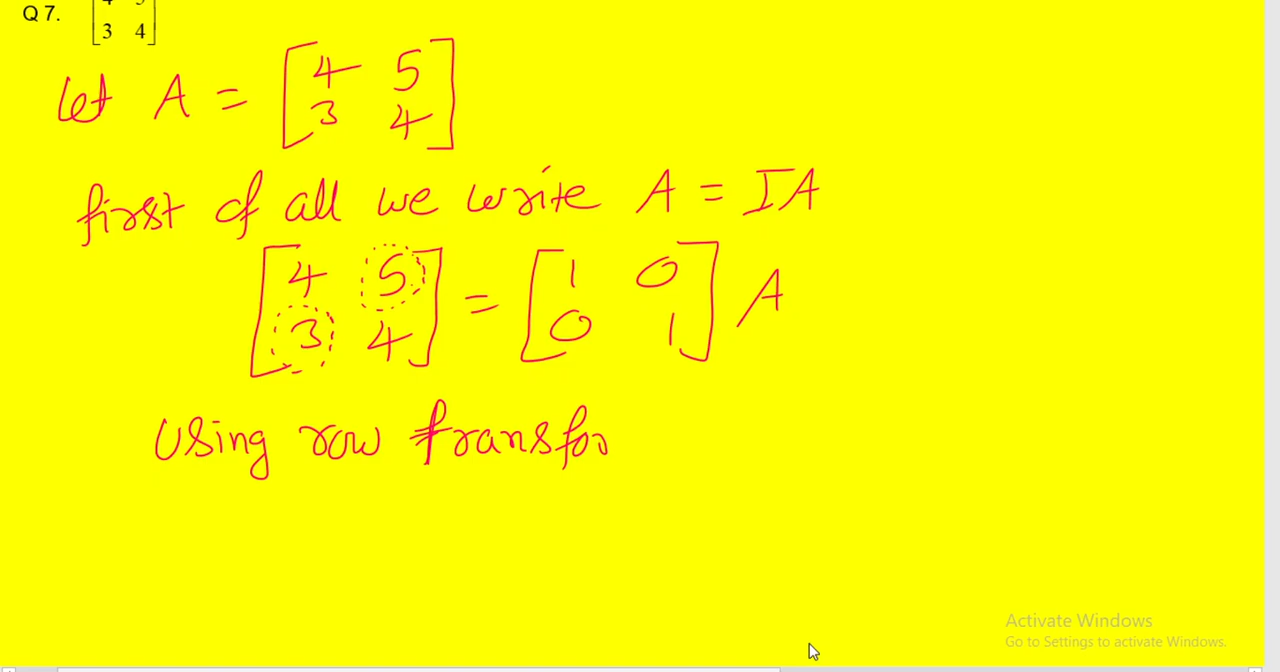 Q 7.
3 4
Let A = [4 5
3 4]
first of all we write A = IA
[4 5
3 4] = [1 0
0 1] A
Using row transfo
Activate Windows
Go to Settings to activate Windows.